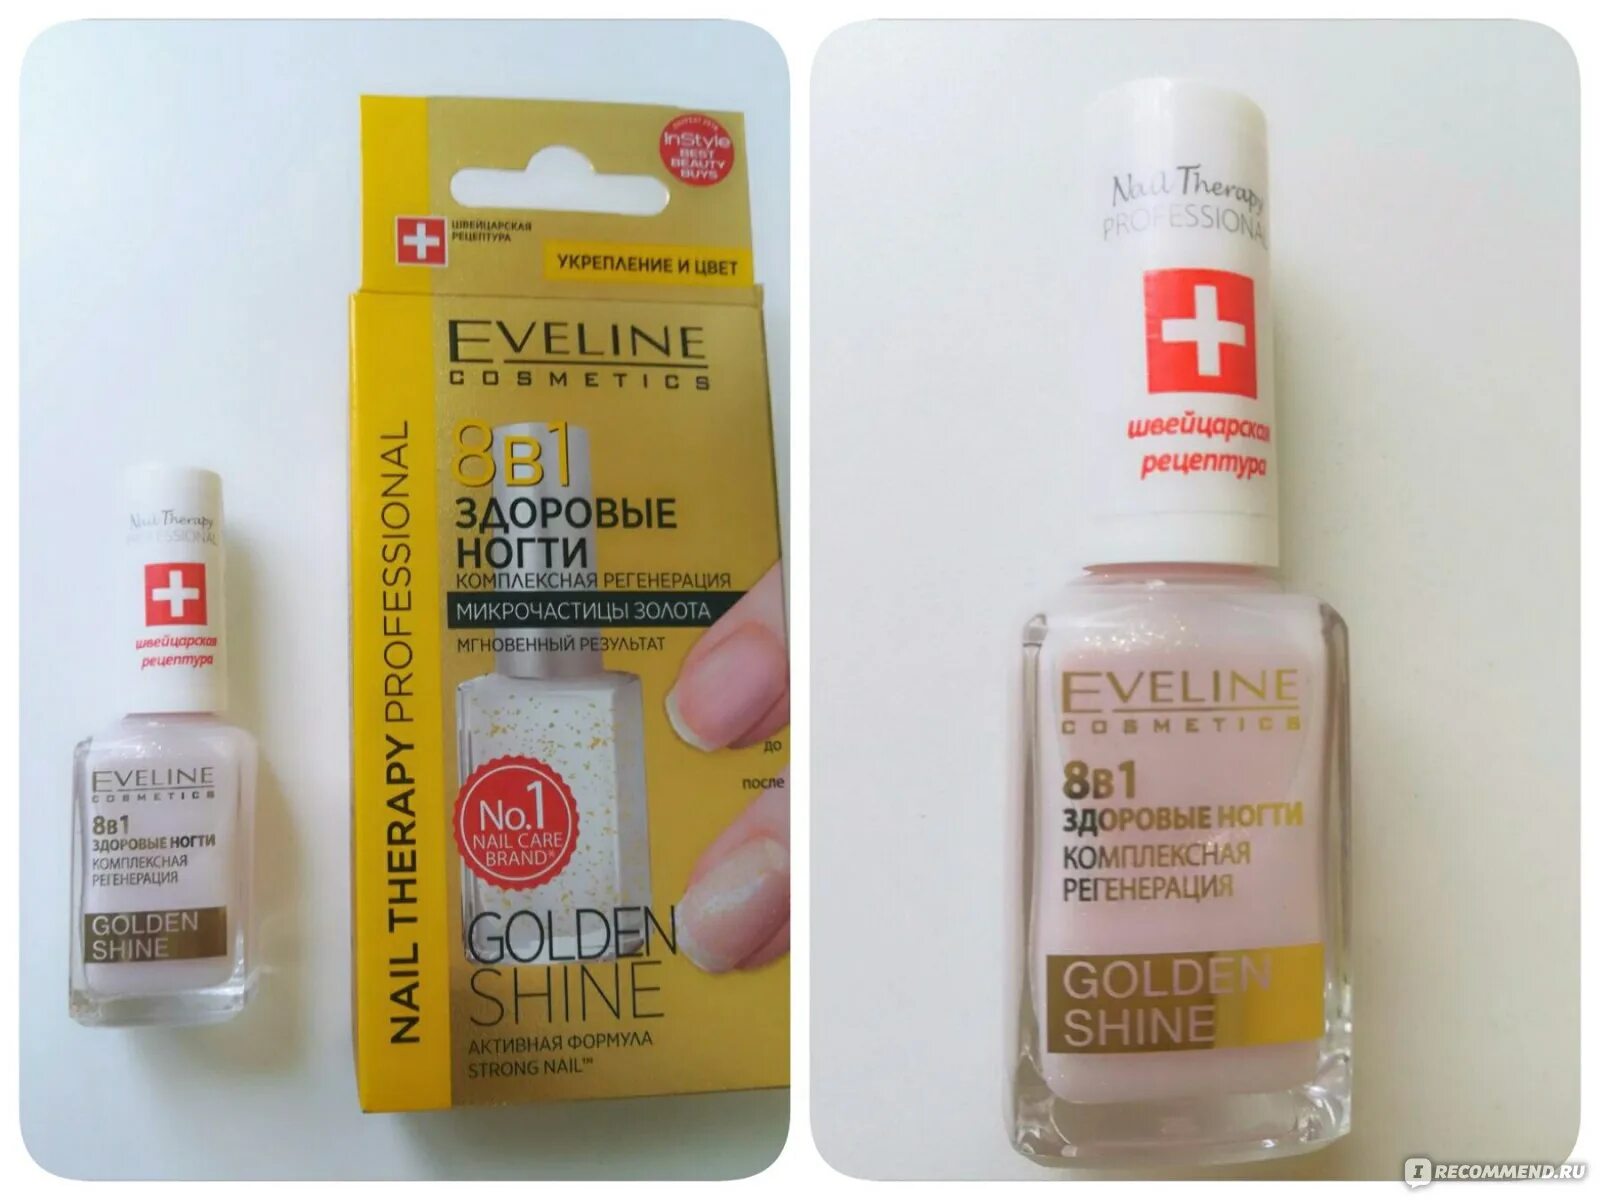 InStyle
BEST
BEAUTY
BUYS
ШВЕЙЦАРСКАЯ
РЕЦЕПТУРА
УКРЕПЛЕНИЕ И ЦВЕТ
EVELINE
COSMETICS
8В1
ЗДОРОВЫЕ
НОГТИ
КОМПЛЕКСНАЯ РЕГЕНЕРАЦИЯ
МИКРОЧАСТИЦЫ ЗОЛОТА
МГНОВЕННЫЙ РЕЗУЛЬТАТ
до
после
No.1
NAIL CARE
BRAND*
GOLDEN
SHINE
АКТИВНАЯ ФОРМУЛА
STRONG NAIL™
NAIL THERAPY PROFESSIONAL
Nail Therapy
PROFESSIONAL
швейцарская
рецептура
EVELINE
COSMETICS
8В1
ЗДОРОВЫЕ НОГТИ
КОМПЛЕКСНАЯ
РЕГЕНЕРАЦИЯ
GOLDEN
SHINE
Nail Therapy
PROFESSIONAL
швейцарская
рецептура
EVELINE
COSMETICS
8В1
ЗДОРОВЫЕ НОГТИ
КОМПЛЕКСНАЯ
РЕГЕНЕРАЦИЯ
GOLDEN
SHINE
IRECOMMEND.RU